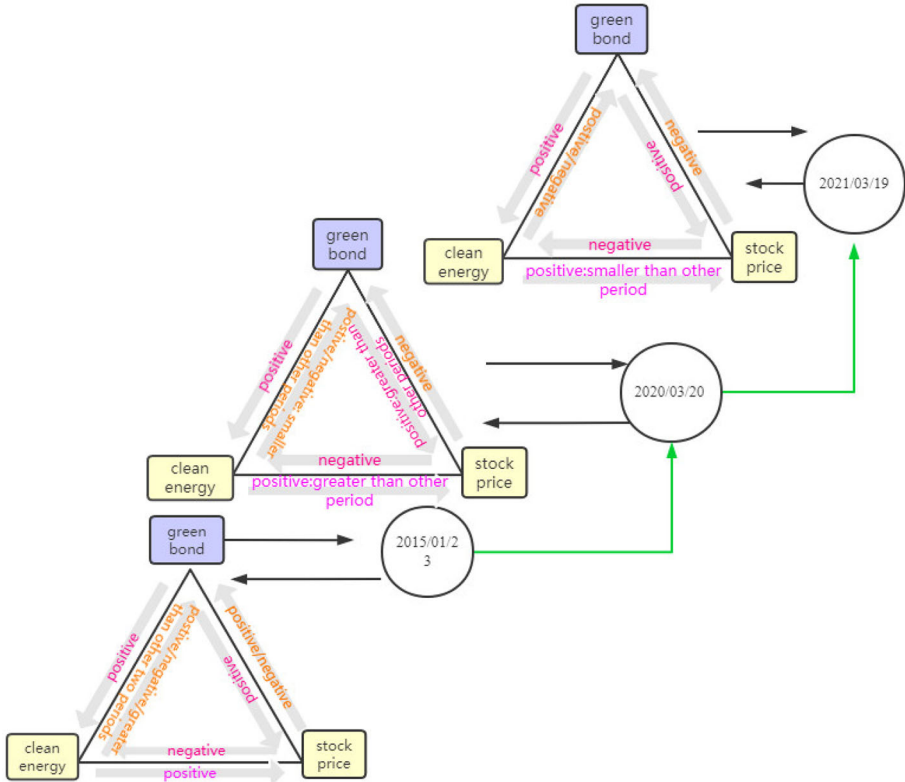 green
bond
positive
postive/negative
positive
negative
2021/03/19
clean
energy
negative
stock
price
positive:smaller than other
period
green
bond
positive
postive/negative: smaller
than other periods
positive:greater than
other periods
negative
2020/03/20
clean
energy
negative
stock
price
positive:greater than other
period
green
bond
2015/01/2
3
positive
postive/negative/greater
than other two periods
positive
positive/negative
clean
energy
negative
stock
price
positive